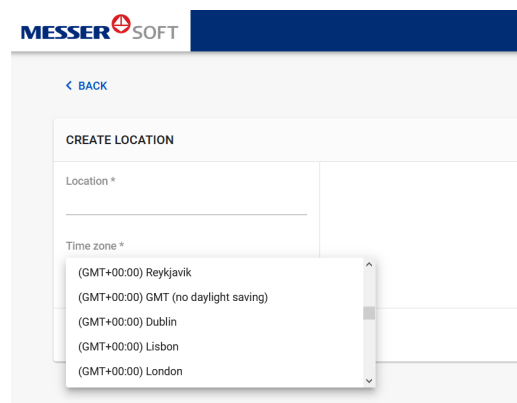 MESSER SOFT
BACK
CREATE LOCATION
Location *
Time zone *
(GMT+00:00) Reykjavik
(GMT+00:00) GMT (no daylight saving)
(GMT+00:00) Dublin
(GMT+00:00) Lisbon
(GMT+00:00) London